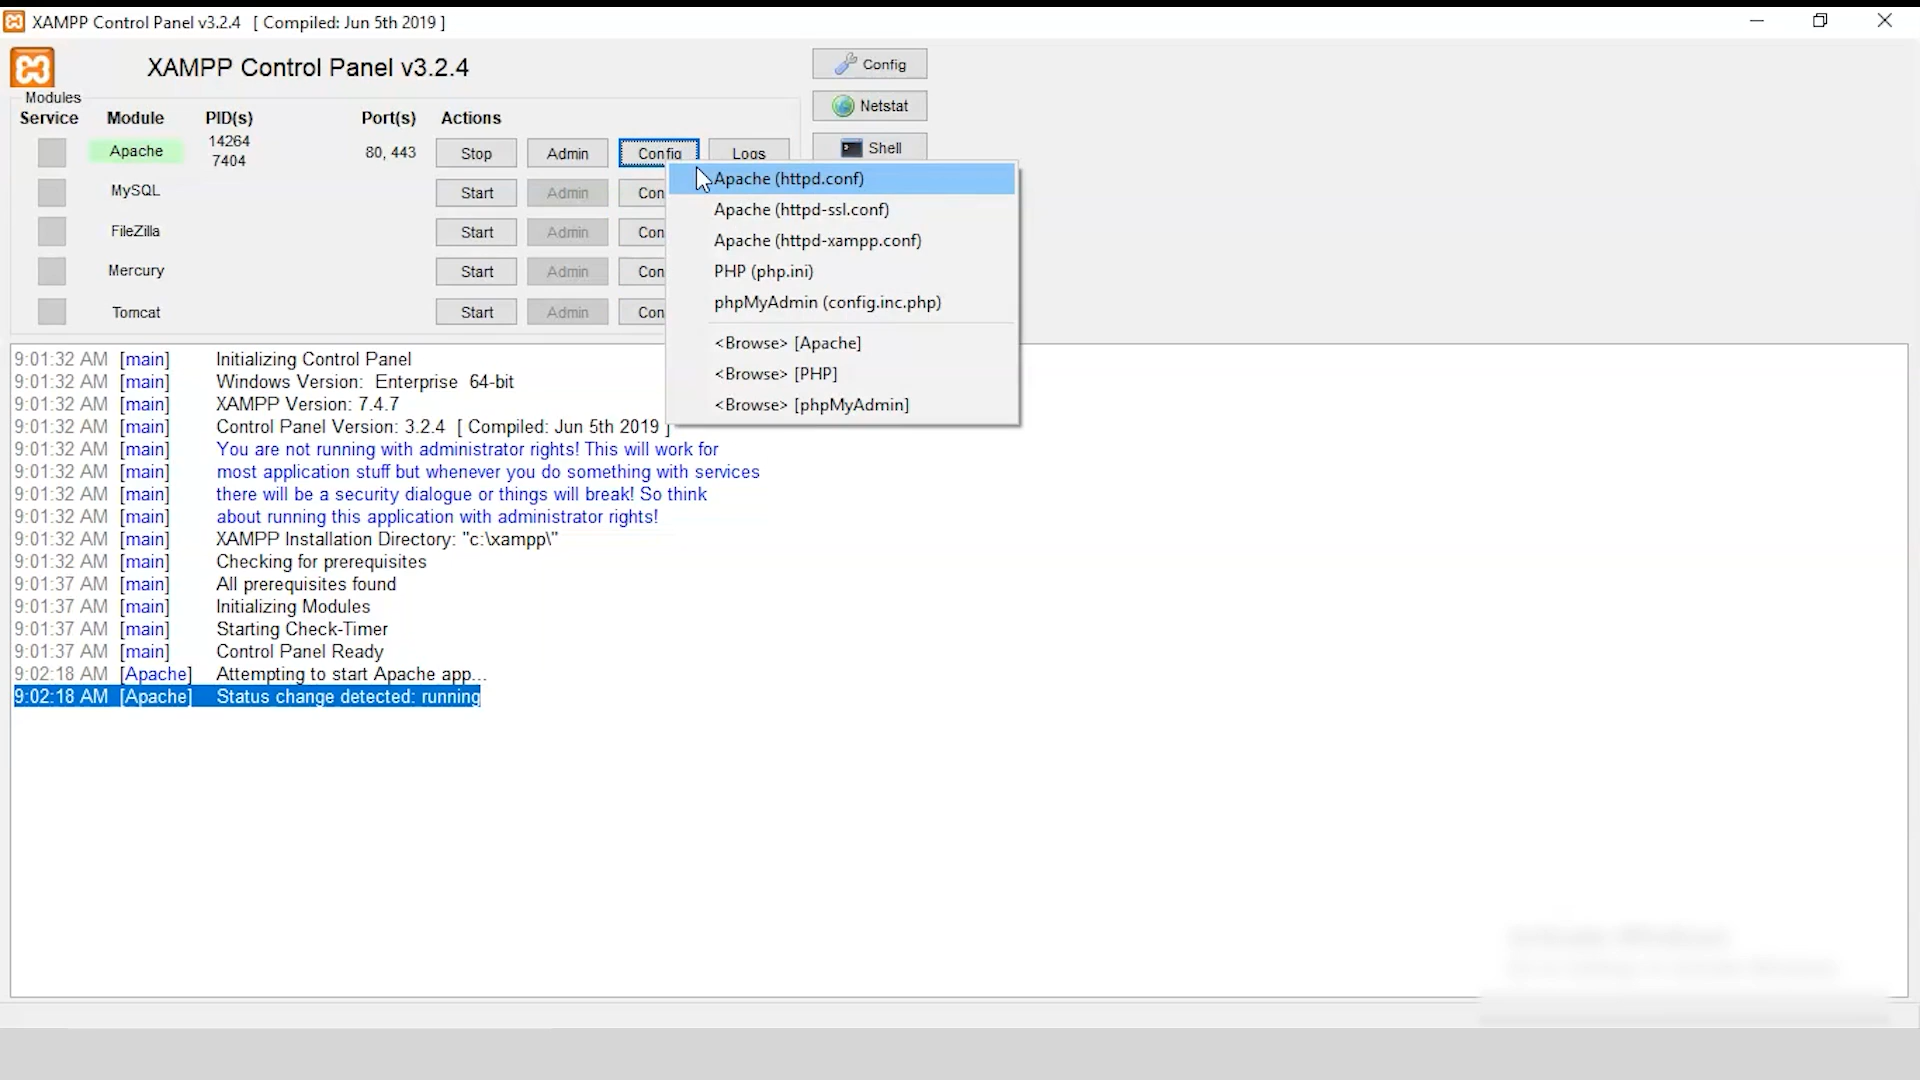 XAMPP Control Panel v3.2.4 [ Compiled: Jun 5th 2019 ]
XAMPP Control Panel v3.2.4
Config
Modules
Netstat
Service Module PID(s) Port(s) Actions
Apache 14264 80, 443 Stop Admin Config Logs Shell
7404
Apache (httpd.conf)
MySQL Start Admin Con
Apache (httpd-ssl.conf)
FileZilla Start Admin Con
Apache (httpd-xampp.conf)
Mercury Start Admin Con
PHP (php.ini)
phpMyAdmin (config.inc.php)
Tomcat Start Admin Con
<Browse> [Apache]
<Browse> [PHP]
<Browse> [phpMyAdmin]
9:01:32 AM [main] Initializing Control Panel
9:01:32 AM [main] Windows Version: Enterprise 64-bit
9:01:32 AM [main] XAMPP Version: 7.4.7
9:01:32 AM [main] Control Panel Version: 3.2.4 [ Compiled: Jun 5th 2019 ]
9:01:32 AM [main] You are not running with administrator rights! This will work for
9:01:32 AM [main] most application stuff but whenever you do something with services
9:01:32 AM [main] there will be a security dialogue or things will break! So think
9:01:32 AM [main] about running this application with administrator rights!
9:01:32 AM [main] XAMPP Installation Directory: "c:\xampp\"
9:01:32 AM [main] Checking for prerequisites
9:01:37 AM [main] All prerequisites found
9:01:37 AM [main] Initializing Modules
9:01:37 AM [main] Starting Check-Timer
9:01:37 AM [main] Control Panel Ready
9:02:18 AM [Apache] Attempting to start Apache app...
9:02:18 AM [Apache] Status change detected: running